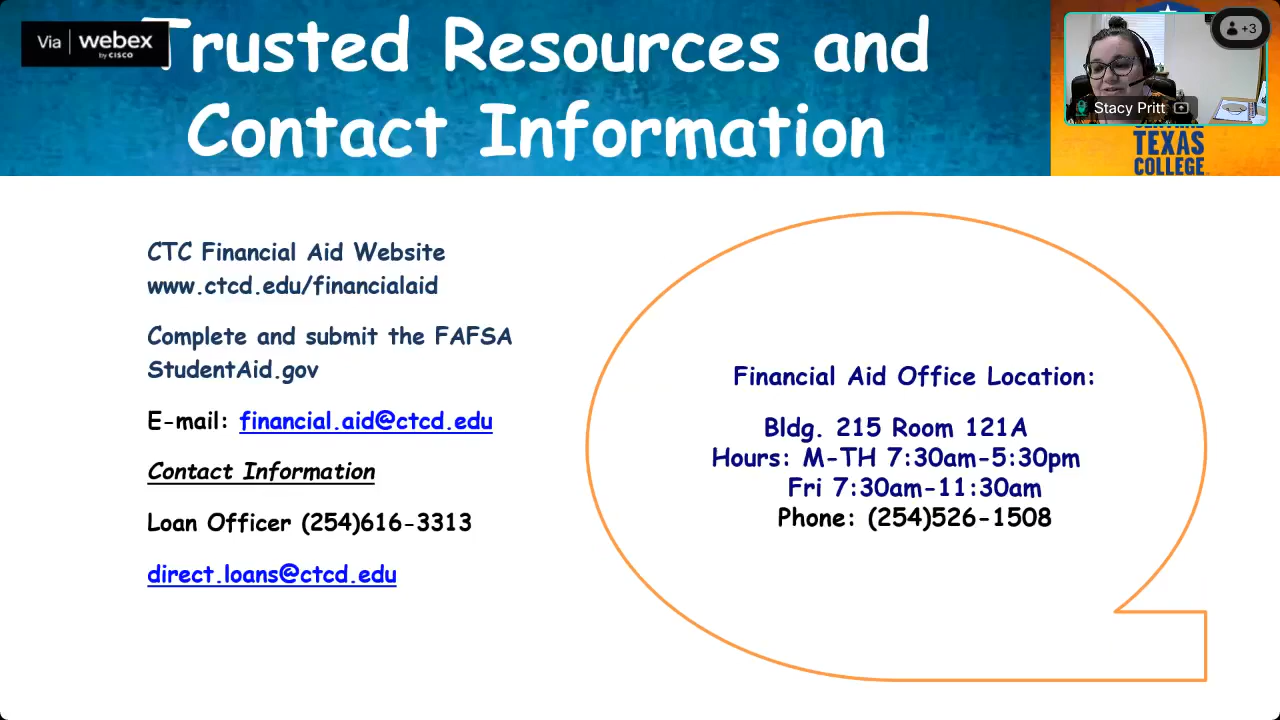 Via webex
by CISCO
Trusted Resources and
Contact Information
+3
Stacy Pritt
CENTRAL
TEXAS
COLLEGE
CTC Financial Aid Website
www.ctcd.edu/financialaid
Complete and submit the FAFSA
StudentAid.gov
E-mail: financial.aid@ctcd.edu
Contact Information
Loan Officer (254)616-3313
direct.loans@ctcd.edu
Financial Aid Office Location:
Bldg. 215 Room 121A
Hours: M-TH 7:30am-5:30pm
Fri 7:30am-11:30am
Phone: (254)526-1508